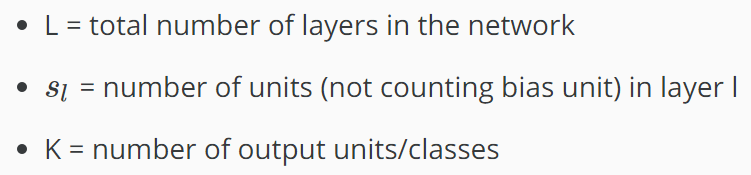 • L = total number of layers in the network
• $s_l$ = number of units (not counting bias unit) in layer l
• K = number of output units/classes